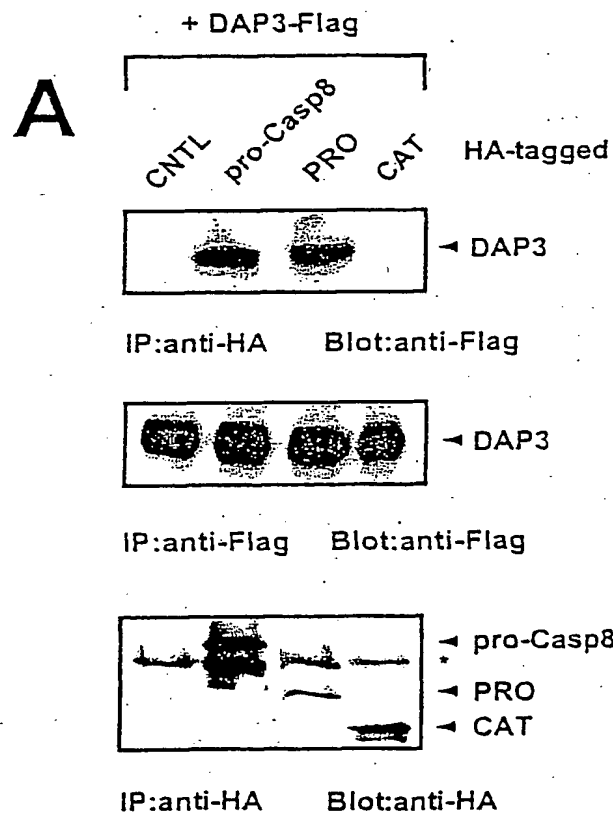 + DAP3-Flag
A
CNTL pro-Casp8 PRO CAT HA-tagged
DAP3
IP:anti-HA Blot:anti-Flag
DAP3
IP:anti-Flag Blot:anti-Flag
pro-Casp8
*
PRO
CAT
IP:anti-HA Blot:anti-HA